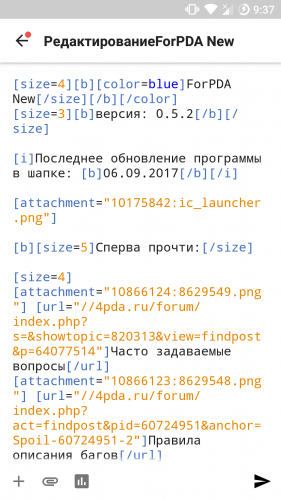 9:37
РедактированиеForPDA New
[size=4][b][color=blue]ForPDA
New[/size][/b][/color]
[size=3][b]версия: 0.5.2[/b][/
size]
[i]Последнее обновление программы
в шапке: [b]06.09.2017[/b][/i]
[attachment="10175842:ic_launcher
.png"]
[b][size=5]Сперва прочти:[/size]
[size=4]
[attachment="10866124:8629549.png
"] [url="//4pda.ru/forum/
index.php?
s=&showtopic=820313&view=findpost
&p=64077514"]Часто задаваемые
вопросы[/url]
[attachment="10866123:8629548.png
"] [url="//4pda.ru/forum/
index.php?
act=findpost&pid=60724951&anchor=
Spoil-60724951-2"]Правила
описания багов[/url]